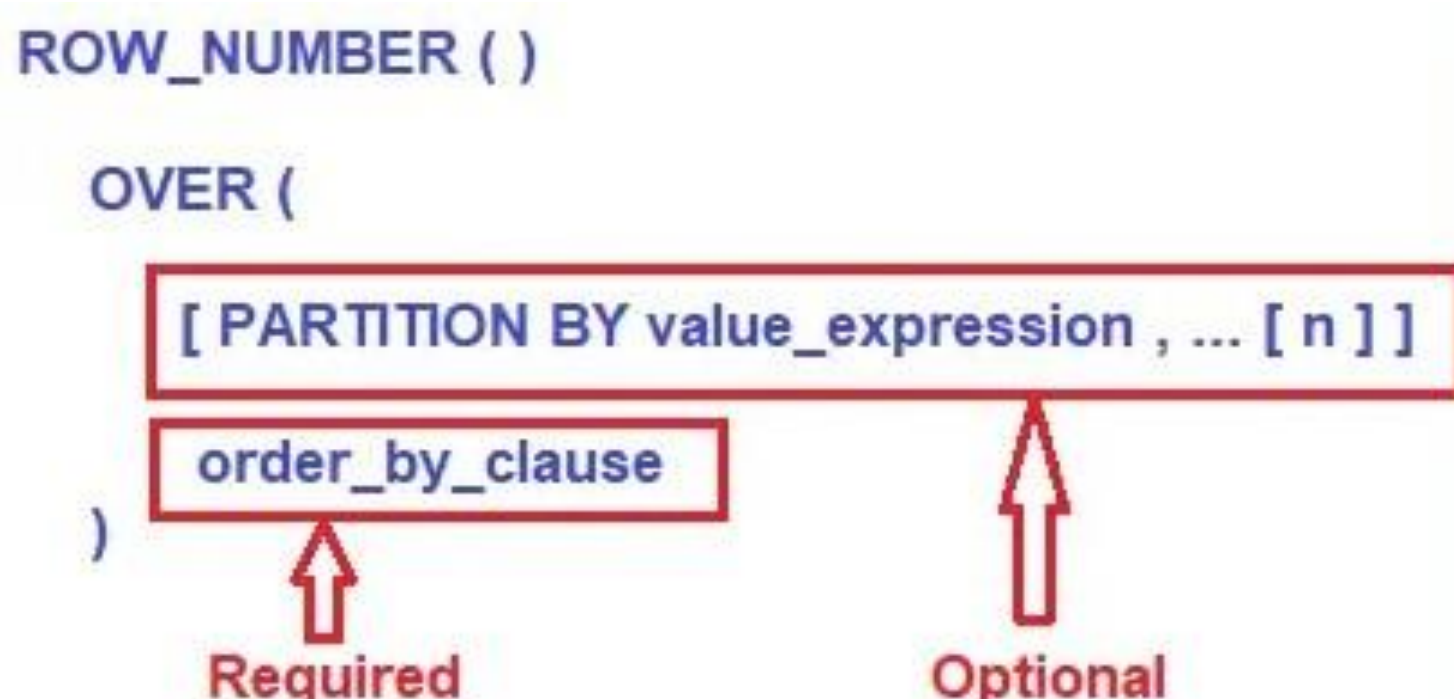 ROW_NUMBER ( )
OVER (
[ PARTITION BY value_expression , ... [ n ] ]
order_by_clause
)
Required
Optional